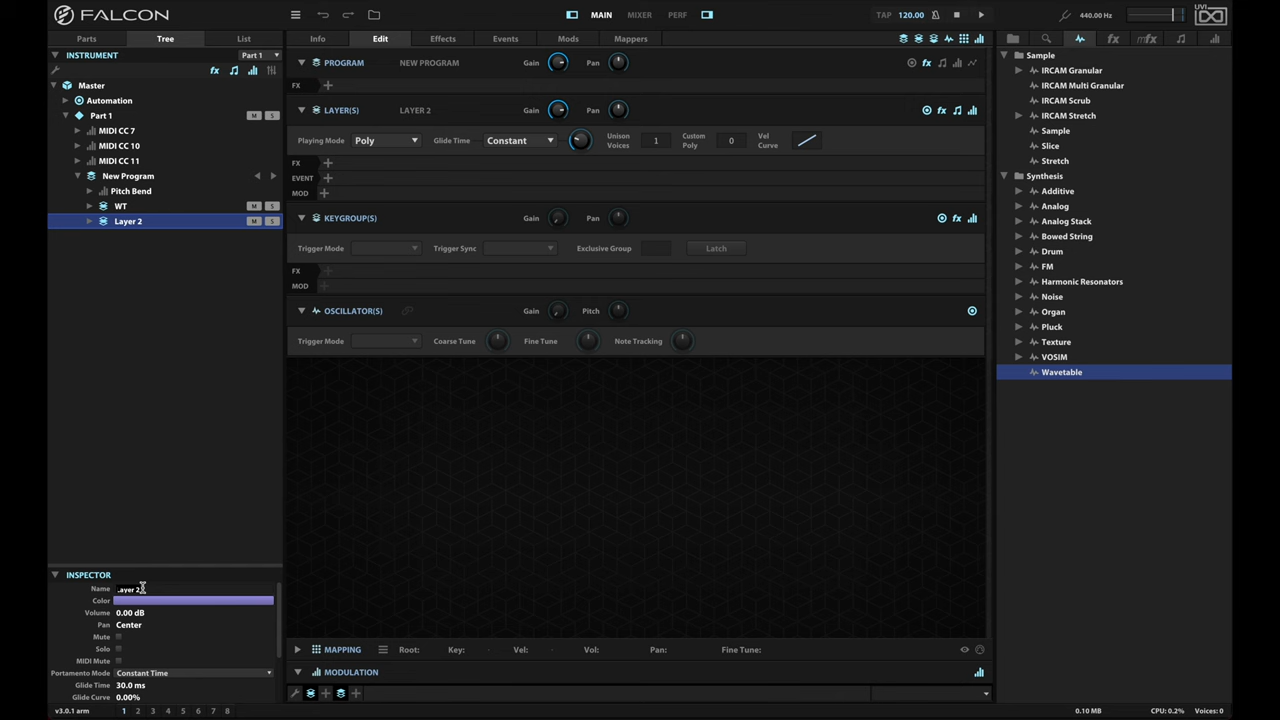 FALCON
MAIN
MIXER
PERF
TAP
120.00
440.00 Hz
UVI
Parts
Tree
List
Info
Edit
Effects
Events
Mods
Mappers
INSTRUMENT
Part 1
Master
Automation
Part 1
M S
MIDI CC 7
MIDI CC 10
MIDI CC 11
New Program
Pitch Bend
WT
M S
Layer 2
M S
INSPECTOR
Name
Layer 2
Color
Volume 0.00 dB
Pan Center
Mute
Solo
MIDI Mute
Portamento Mode Constant Time
Glide Time 30.0 ms
Glide Curve 0.00%
v3.0.1 arm
1 2 3 4 5 6 7 8
PROGRAM NEW PROGRAM Gain Pan
FX
LAYER(S) LAYER 2 Gain Pan
Playing Mode Poly Glide Time Constant Unison Voices 1 Custom Poly 0 Vel Curve
FX
EVENT
MOD
KEYGROUP(S) Gain Pan
Trigger Mode Trigger Sync Exclusive Group Latch
FX
MOD
OSCILLATOR(S) Gain Pitch
Trigger Mode Coarse Tune Fine Tune Note Tracking
MAPPING Root: Key: - Vel: - Vol: Pan: Fine Tune:
MODULATION
Sample
IRCAM Granular
IRCAM Multi Granular
IRCAM Scrub
IRCAM Stretch
Sample
Slice
Stretch
Synthesis
Additive
Analog
Analog Stack
Bowed String
Drum
FM
Harmonic Resonators
Noise
Organ
Pluck
Texture
VOSIM
Wavetable
0.10 MB
CPU: 0.2%
Voices: 0